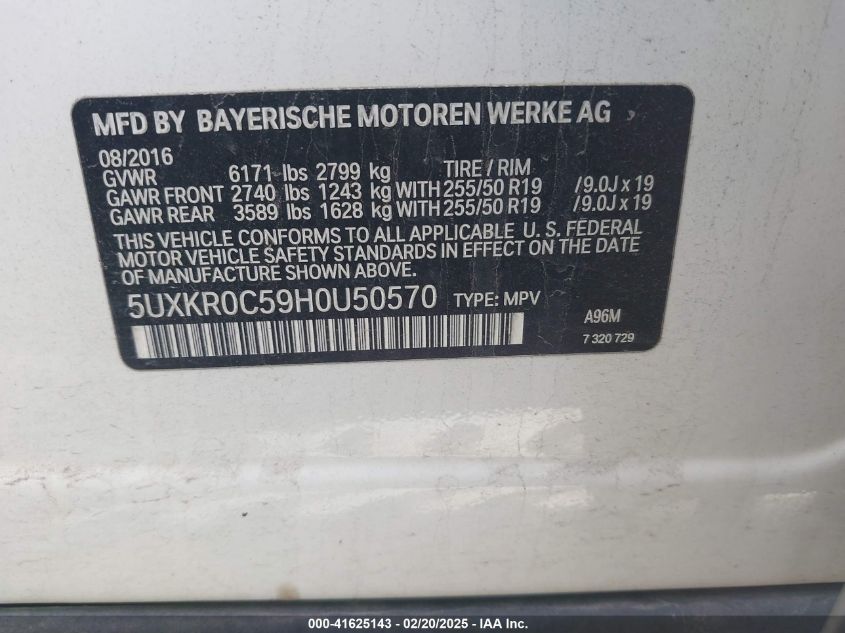 MFD BY BAYERISCHE MOTOREN WERKE AG
08/2016
GVWR 6171 lbs 2799 kg TIRE / RIM
GAWR FRONT 2740 lbs 1243 kg WITH 255/50 R19 /9.0J x 19
GAWR REAR 3589 lbs 1628 kg WITH 255/50 R19 /9.0J x 19
THIS VEHICLE CONFORMS TO ALL APPLICABLE U. S. FEDERAL
MOTOR VEHICLE SAFETY STANDARDS IN EFFECT ON THE DATE
OF MANUFACTURE SHOWN ABOVE.
5UXKR0C59H0U50570 TYPE: MPV
A96M
7 320 729
000-41625143 - 02/20/2025 - IAA Inc.